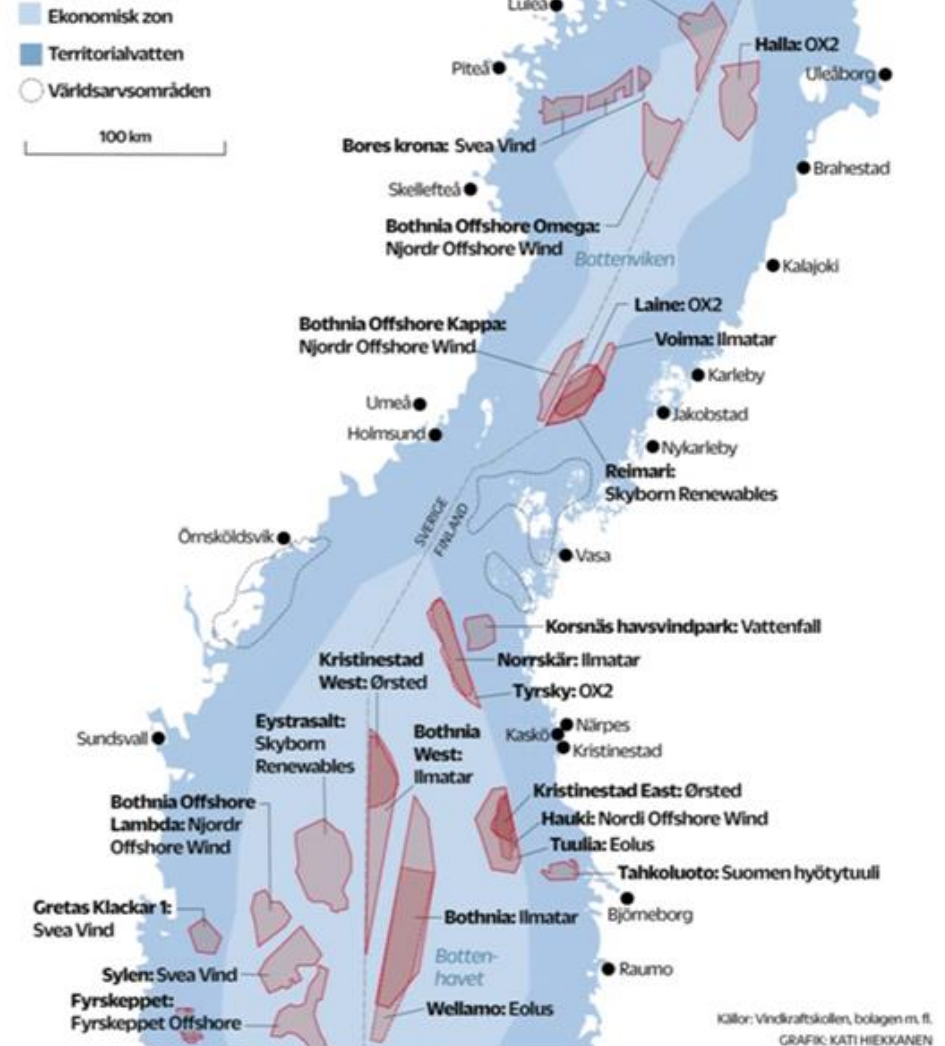 Ekonomisk zon
Territorialvatten
Världsarvsområden
100 km
Luleå
Piteå
Halla: OX2
Uleåborg
Bores krona: Svea Vind
Brahestad
Skellefteå
Bothnia Offshore Omega:
Njordr Offshore Wind
Bottenviken
Kalajoki
Laine: OX2
Bothnia Offshore Kappa:
Njordr Offshore Wind
Voima: Ilmatar
Karleby
Umeå
Jakobstad
Holmsund
Nykarleby
Reimari:
Skyborn Renewables
SVERIGE
FINLAND
Örnsköldsvik
Vasa
Korsnäs havsvindpark: Vattenfall
Kristinestad
West: Ørsted
Norrskär: Ilmatar
Tyrsky: OX2
Eystrasalt:
Skyborn
Renewables
Bothnia
West:
Ilmatar
Närpes
Kaskö
Kristinestad
Sundsvall
Kristinestad East: Ørsted
Bothnia Offshore
Lambda: Njordr
Offshore Wind
Hauki: Nordi Offshore Wind
Tuulia: Eolus
Tahkoluoto: Suomen hyötytuuli
Björneborg
Gretas Klackar 1:
Svea Vind
Bothnia: Ilmatar
Botten-
havet
Raumo
Sylen: Svea Vind
Fyrskeppet:
Fyrskeppet Offshore
Wellamo: Eolus
Källor: Vindkraftskollen, bolagen m. fl.
GRAFIK: KATI HIEKKANEN